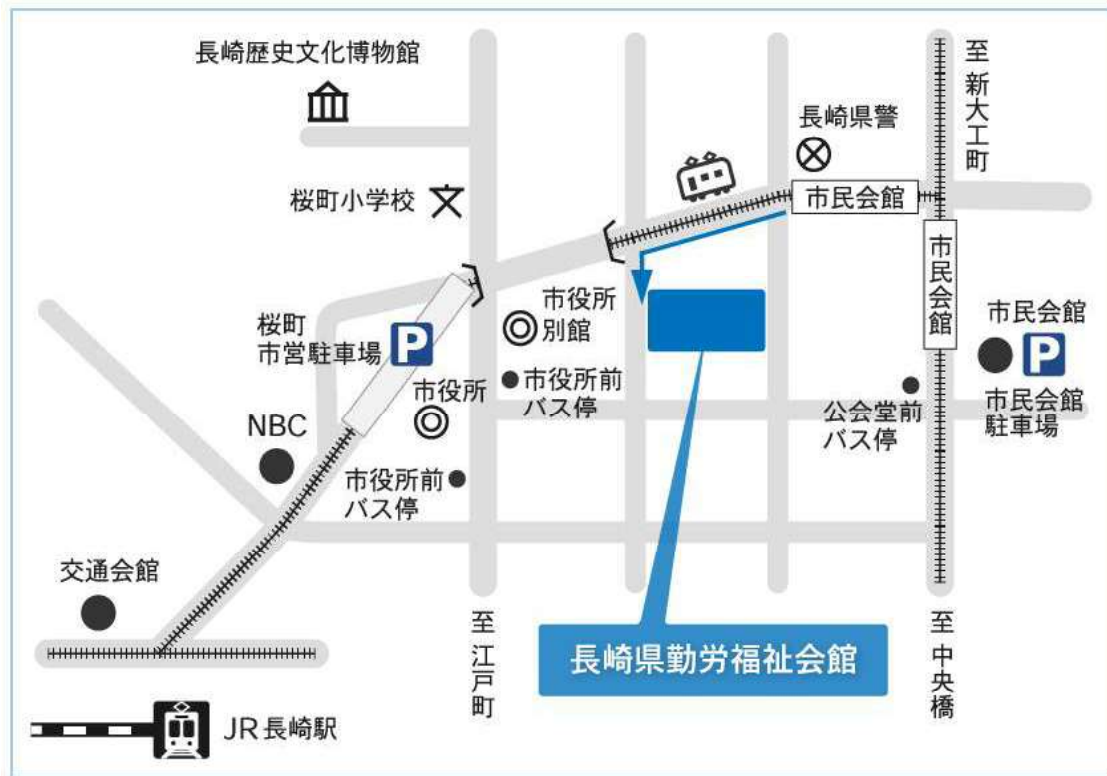 長崎歴史文化博物館
至 新大工町
長崎県警
桜町小学校
市民会館
市民会館
市役所
別館
桜町
市営駐車場
P
市民会館
P
市役所
市役所前
バス停
公会堂前
バス停
市民会館
駐車場
NBC
市役所前
バス停
交通会館
至 江戸町
長崎県勤労福祉会館
至 中央橋
JR長崎駅